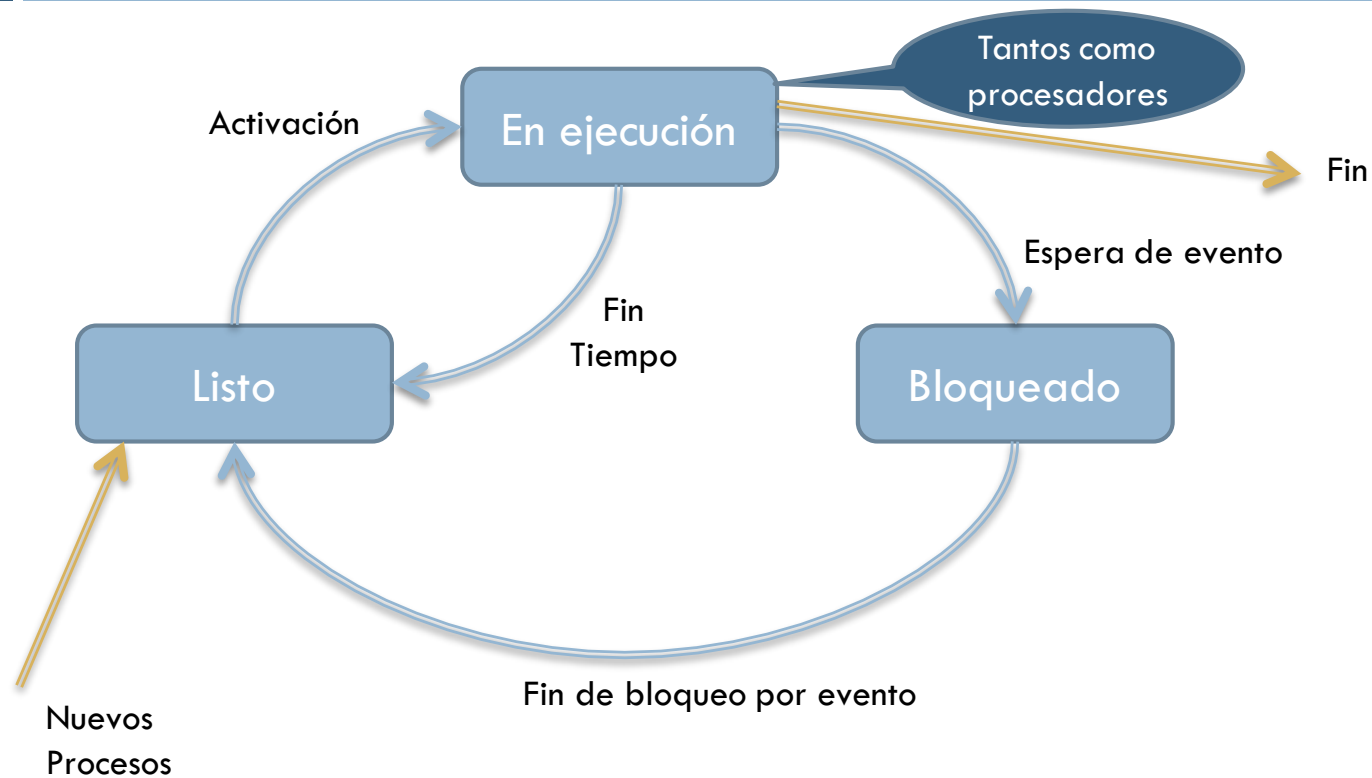 Tantos como
procesadores
Activación
En ejecución
Fin
Espera de evento
Fin
Tiempo
Listo
Bloqueado
Fin de bloqueo por evento
Nuevos
Procesos